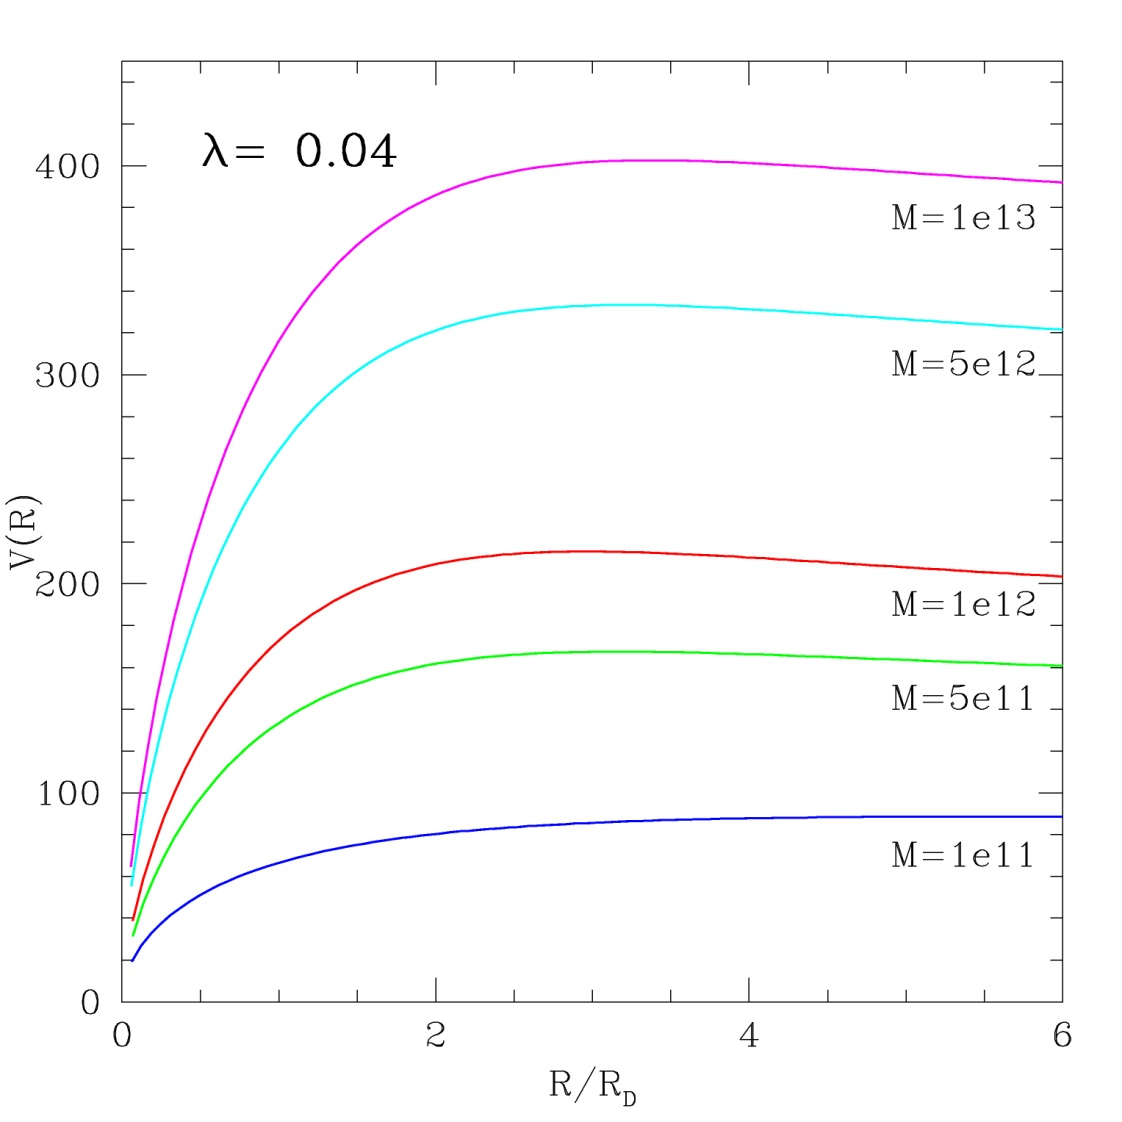 λ= 0.04
400
M=1e13
M=5e12
300
V(R)
200
M=1e12
M=5e11
100
M=1e11
0
0 2 4 6
R/R_D